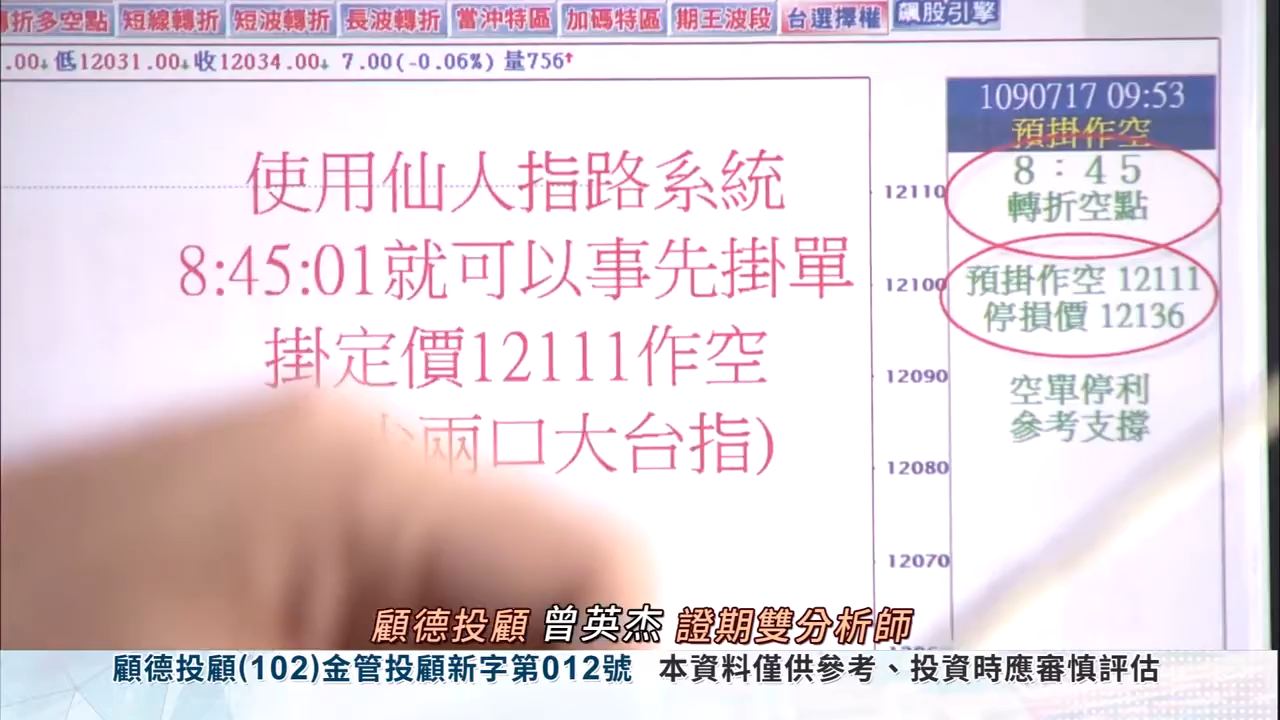 折多空點 短線轉折 短波轉折 長波轉折 當沖特區 加碼特區 期王波段 台選擇權 飆股引擎
.00↓ 低12031.00↓ 收12034.00↓ 7.00(-0.06%) 量756↑
使用仙人指路系統
8:45:01就可以事先掛單
掛定價12111作空
兩口大台指)
12110
12100
12090
12080
12070
1090717 09:53
預掛作空
8：45
轉折空點
預掛作空 12111
停損價 12136
空單停利
參考支撐
顧德投顧 曾英杰 證期雙分析師
顧德投顧(102)金管投顧新字第012號 本資料僅供參考、投資時應審慎評估